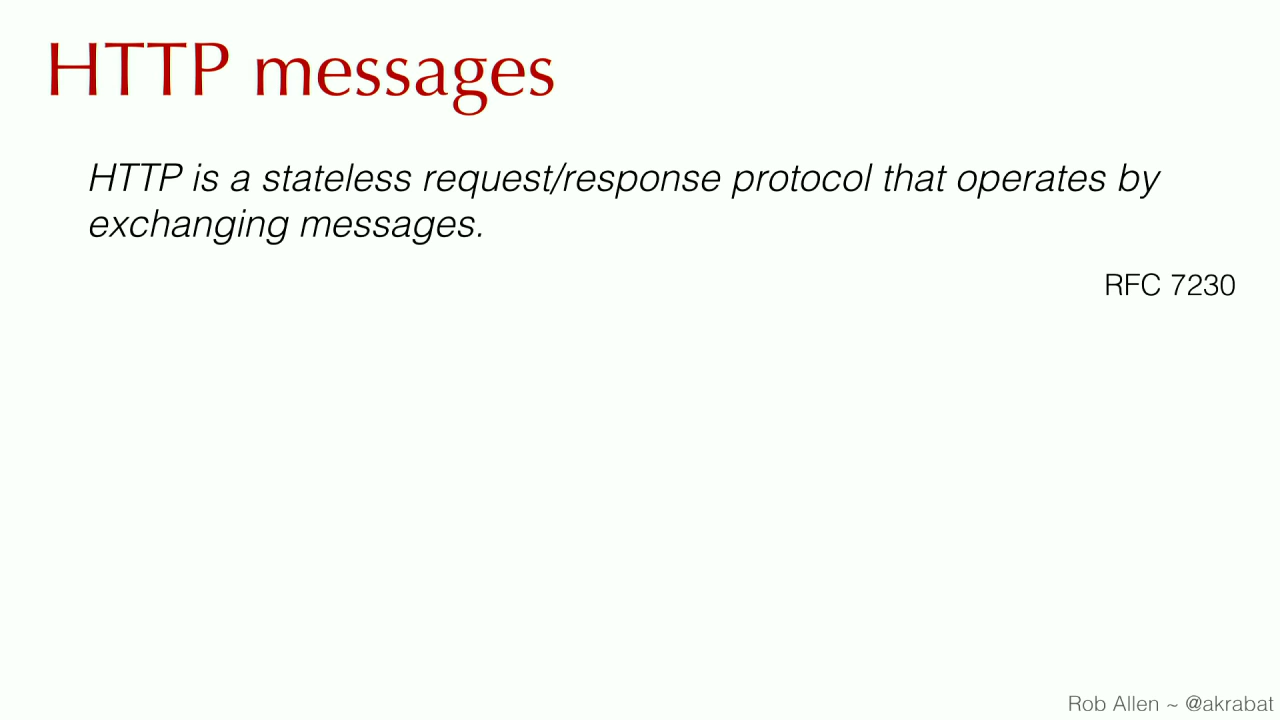 HTTP messages
HTTP is a stateless request/response protocol that operates by
exchanging messages.
RFC 7230
Rob Allen ~ @akrabat